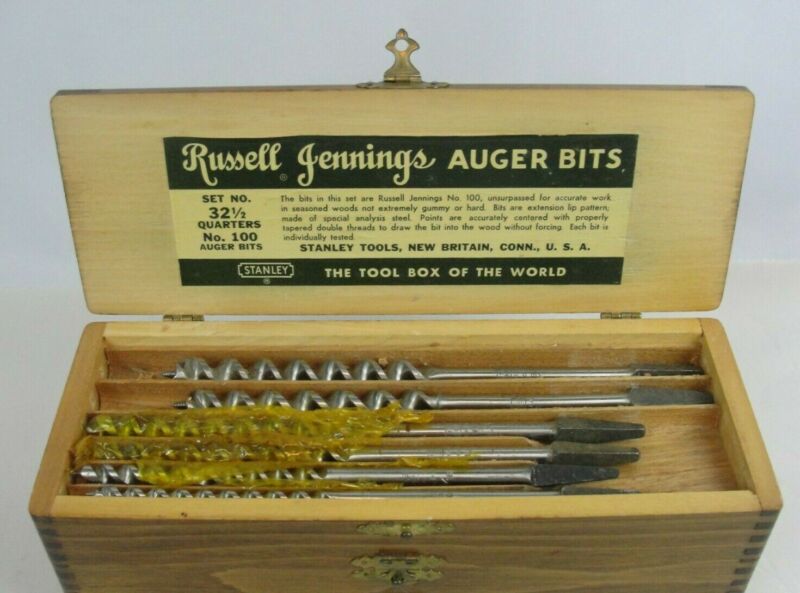 Russell Jennings AUGER BITS
®
SET NO.
32½
QUARTERS
No. 100
AUGER BITS
The bits in this set are Russell Jennings No. 100, unsurpassed for accurate work
in seasoned woods not extremely gummy or hard. Bits are extension lip pattern,
made of special analysis steel. Points are accurately centered with properly
tapered double threads to draw the bit into the wood without forcing. Each bit is
individually tested.
STANLEY TOOLS, NEW BRITAIN, CONN., U. S. A.
STANLEY
®
THE TOOL BOX OF THE WORLD